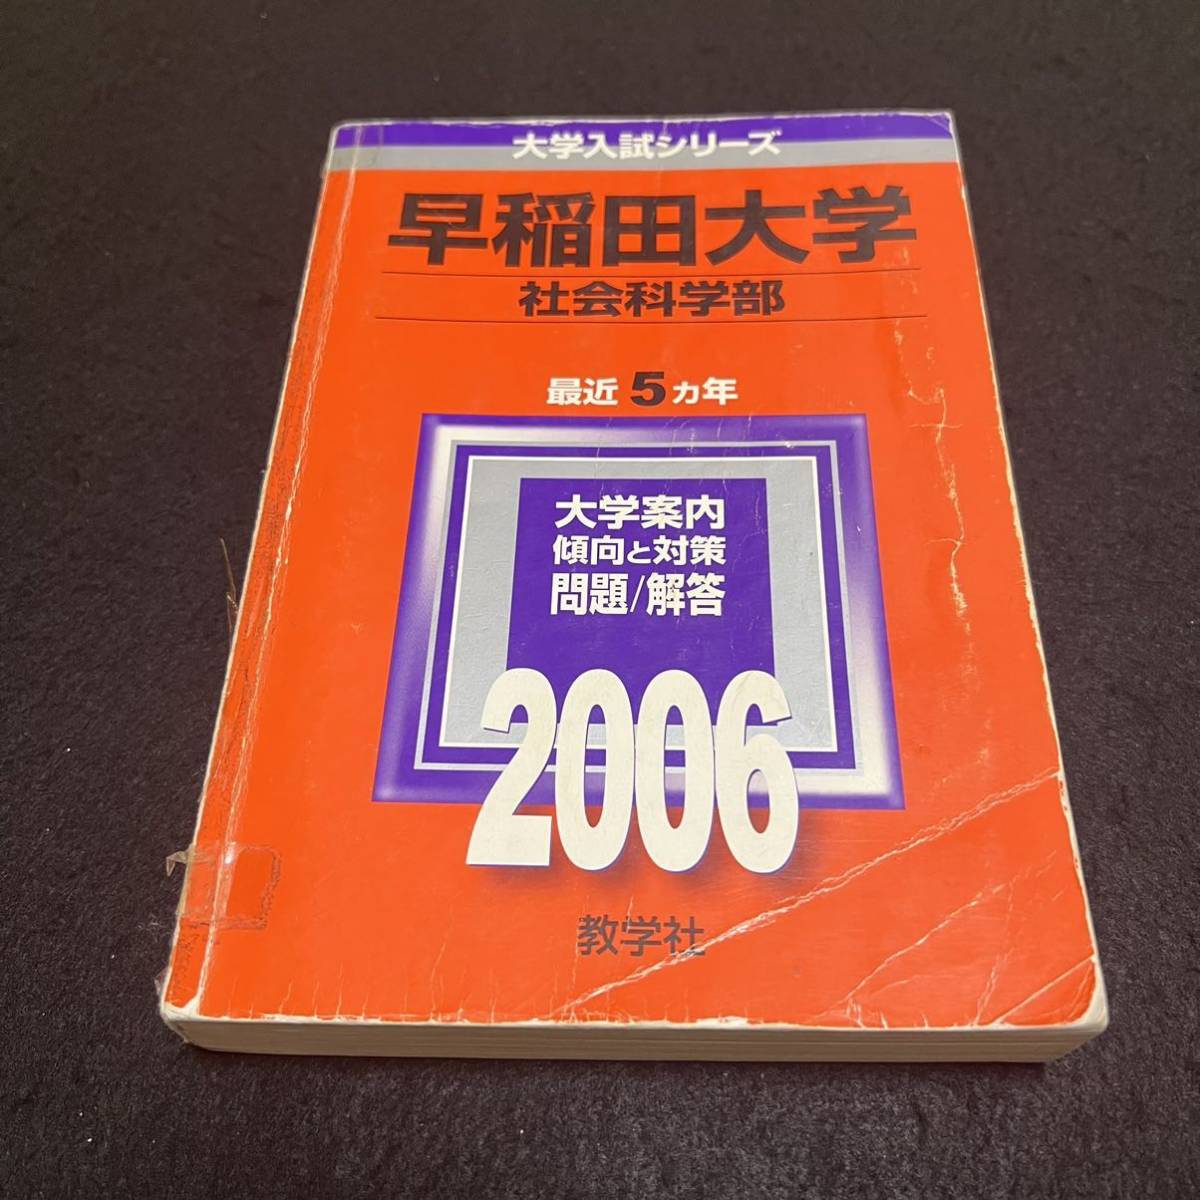 大学入試シリーズ
早稲田大学
社会科学部
最近 5 ヵ年
大学案内
傾向と対策
問題/解答
2006
教学社